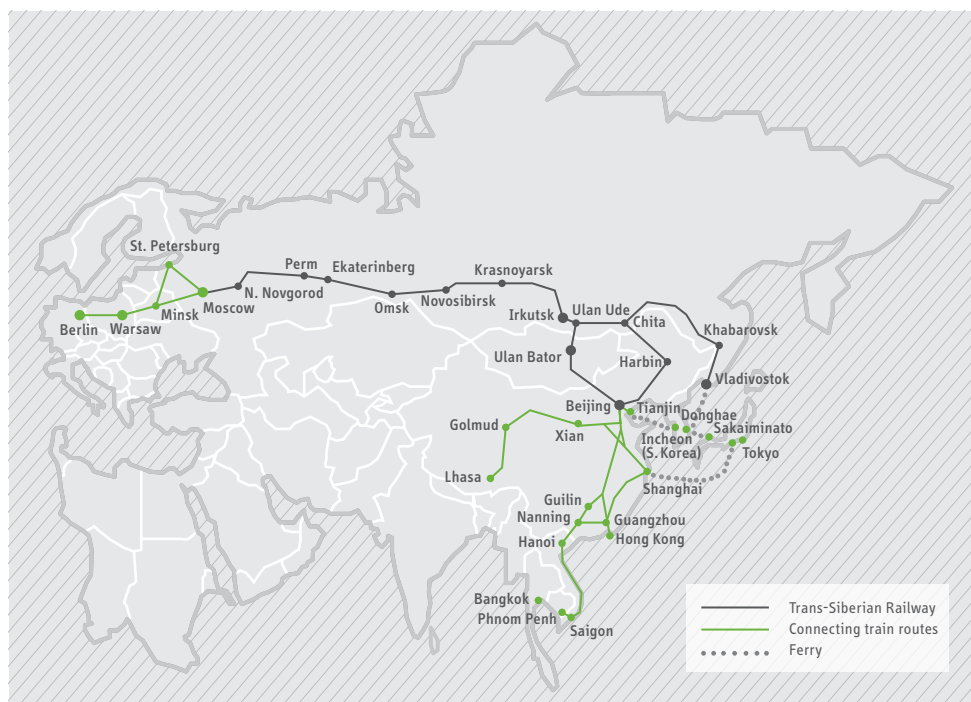 St. Petersburg
Perm
Ekaterinberg
Krasnoyarsk
N. Novgorod
Moscow
Omsk
Novosibirsk
Minsk
Berlin
Warsaw
Irkutsk
Ulan Ude
Chita
Khabarovsk
Ulan Bator
Harbin
Vladivostok
Beijing
Tianjin
Donghae
Sakaiminato
Golmud
Xian
Incheon
(S. Korea)
Tokyo
Lhasa
Shanghai
Guilin
Nanning
Guangzhou
Hanoi
Hong Kong
Bangkok
Phnom Penh
Saigon
Trans-Siberian Railway
Connecting train routes
Ferry